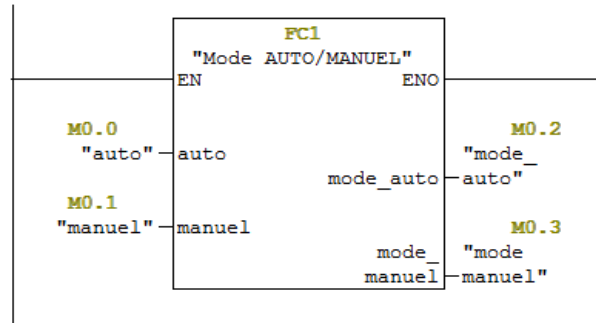 FC1
"Mode AUTO/MANUEL"
EN ENO
M0.0
"auto" auto
M0.2
"mode_
mode_auto auto"
M0.1
"manuel" manuel
M0.3
mode_ "mode
manuel manuel"